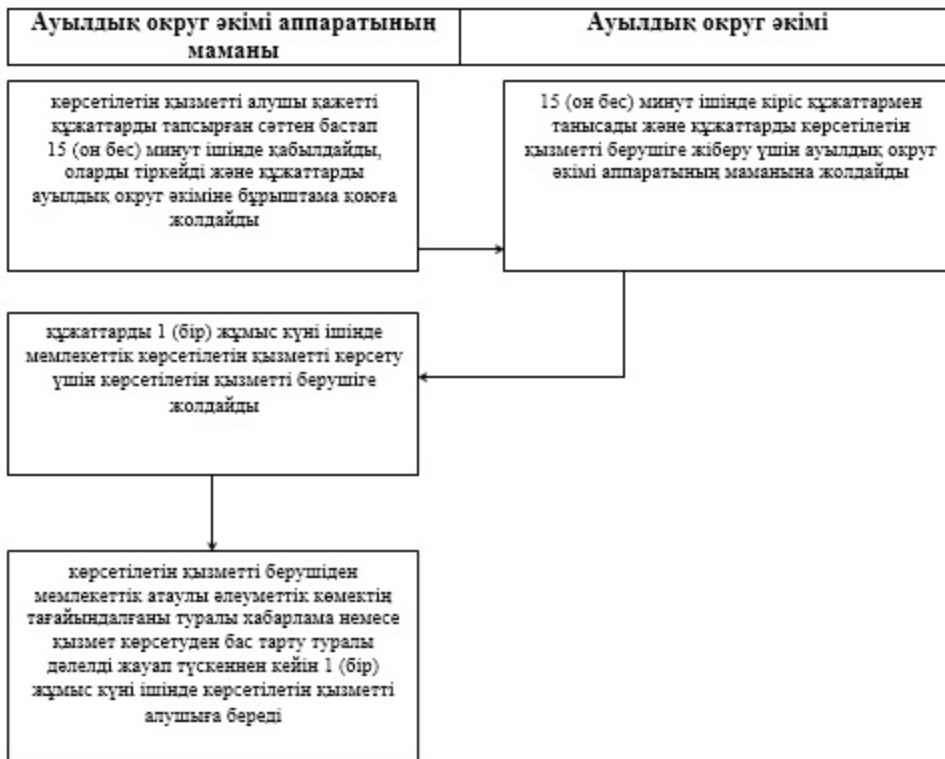 Ауылдық округ әкімі аппаратының
маманы
Ауылдық округ әкімі
көрсетілетін қызметті алушы қажетті
құжаттарды тапсырған сәттен бастап
15 (он бес) минут ішінде қабылдайды,
оларды тіркейді және құжаттарды
ауылдық округ әкіміне бұрыштама қоюға
жолдайды
15 (он бес) минут ішінде кіріс құжаттармен
танысады және құжаттарды көрсетілетін
қызметті берушіге жіберу үшін ауылдық округ
әкімі аппаратының маманына жолдайды
құжаттарды 1 (бір) жұмыс күні ішінде
мемлекеттік көрсетілетін қызметті көрсету
үшін көрсетілетін қызметті берушіге
жолдайды
көрсетілетін қызметті берушіден
мемлекеттік атаулы әлеуметтік көмектің
тағайындалғаны туралы хабарлама немесе
қызмет көрсетуден бас тарту туралы
дәлелді жауап түскеннен кейін 1 (бір)
жұмыс күні ішінде көрсетілетін қызметті
алушыға береді